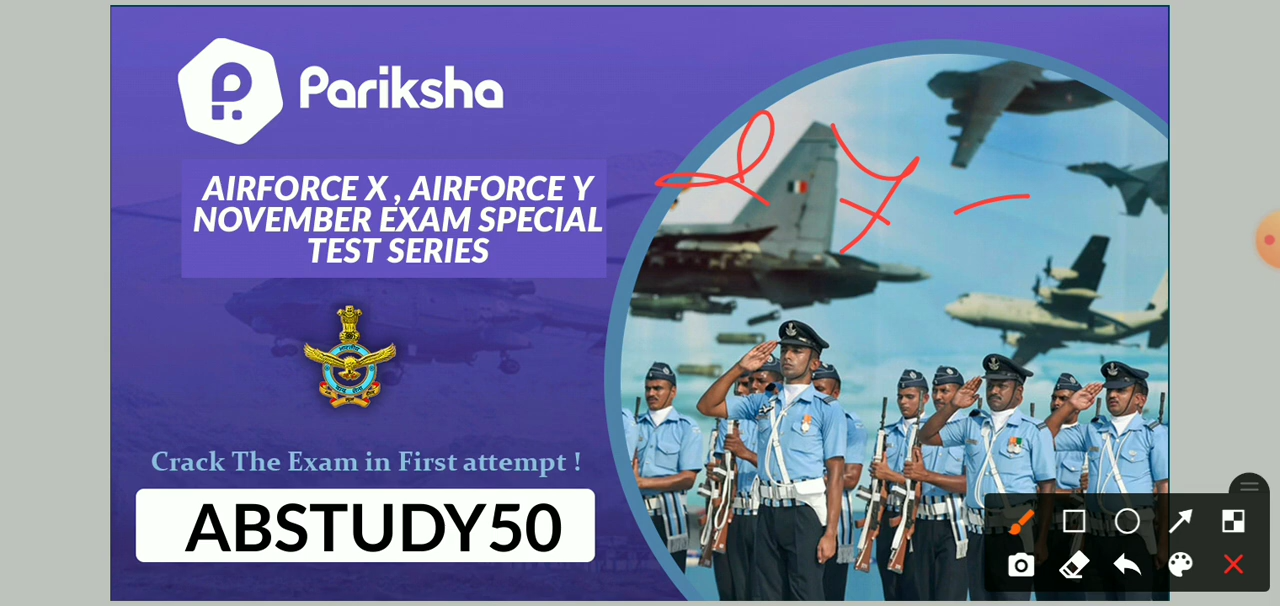 Pariksha
AIRFORCE X , AIRFORCE Y
NOVEMBER EXAM SPECIAL
TEST SERIES
Crack The Exam in First attempt !
ABSTUDY50